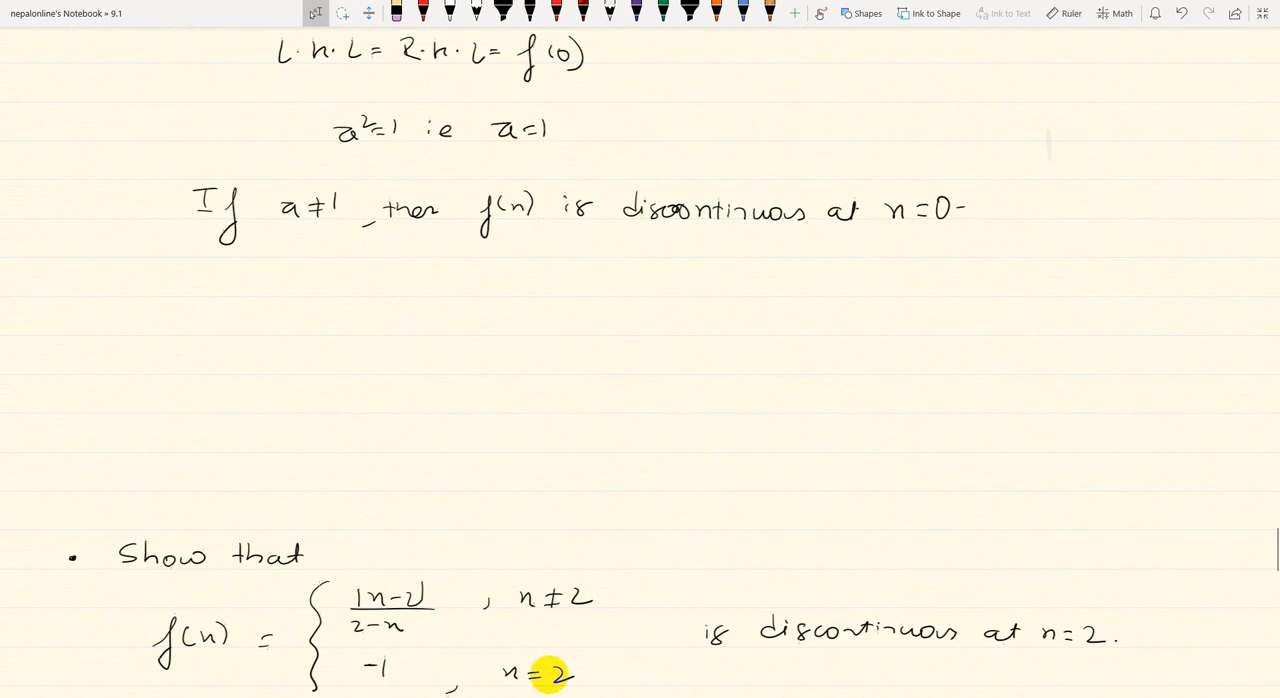 nepalonline's Notebook » 9.1
Shapes Ink to Shape Ink to Text Ruler Math
L.H.L = R.H.L = f(0)
a²=1 ie a=1
If a≠1, then f(x) is discontinuous at x=0-
• Show that
f(x) = { |x-2| / 2-x , x≠2
-1 , x=2
is discontinuous at x=2.